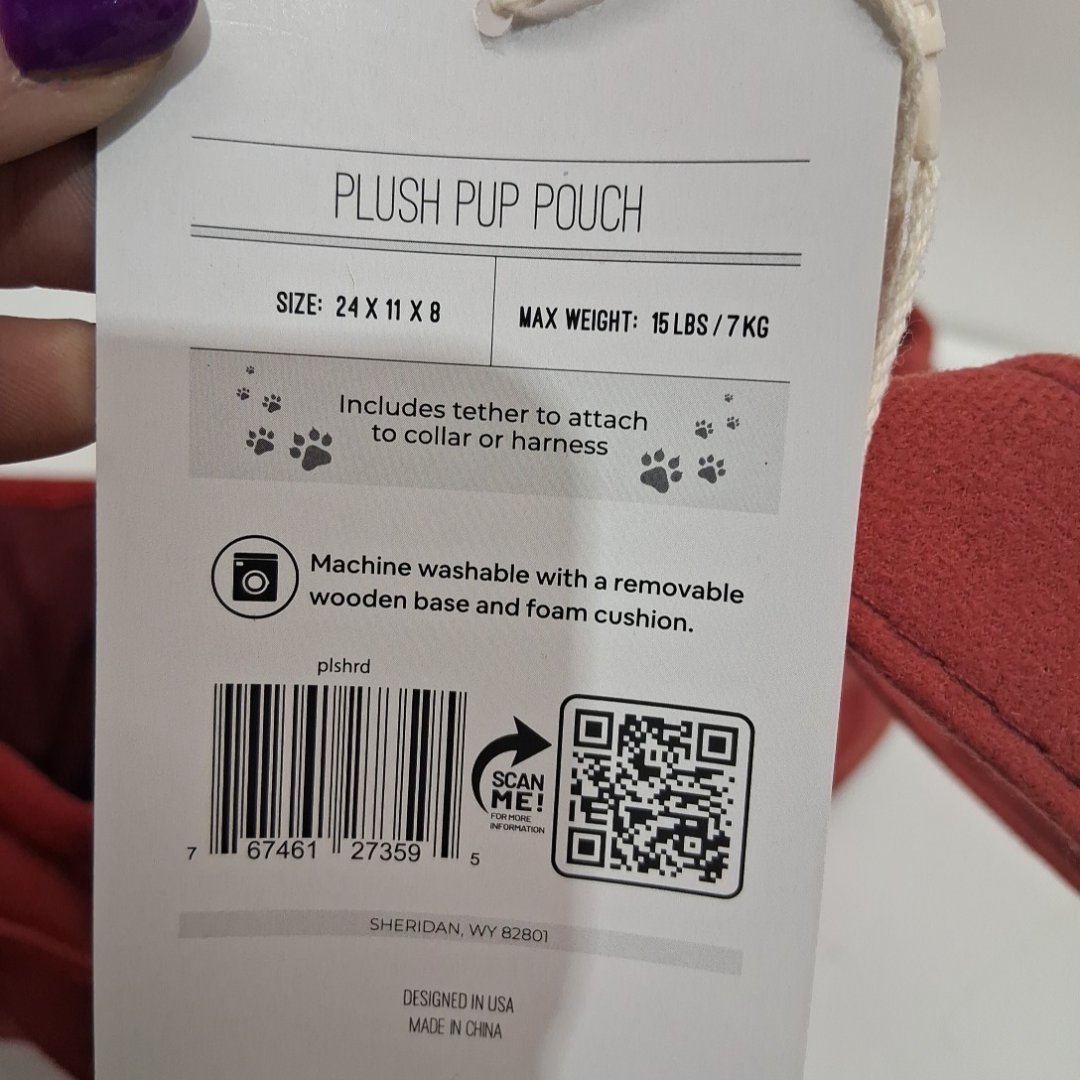 PLUSH PUP POUCH
SIZE: 24 X 11 X 8
MAX WEIGHT: 15 LBS / 7 KG
Includes tether to attach
to collar or harness
Machine washable with a removable
wooden base and foam cushion.
plshrd
7 67461 27359 5
SCAN
ME!
FOR MORE
INFORMATION
SHERIDAN, WY 82801
DESIGNED IN USA
MADE IN CHINA